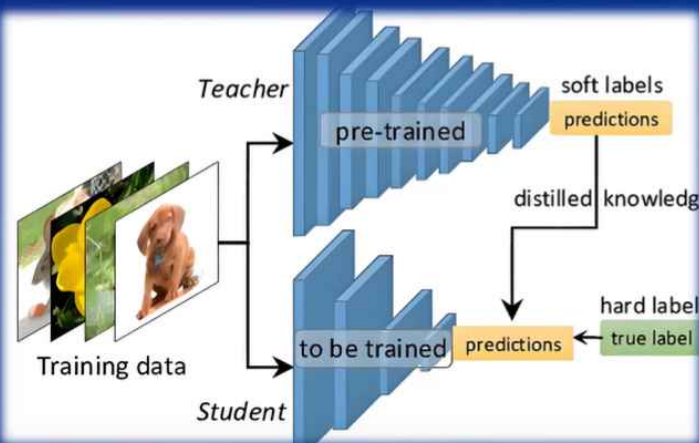 Teacher
pre-trained
soft labels
predictions
distilled knowledg
Training data
to be trained
predictions
hard label
true label
Student